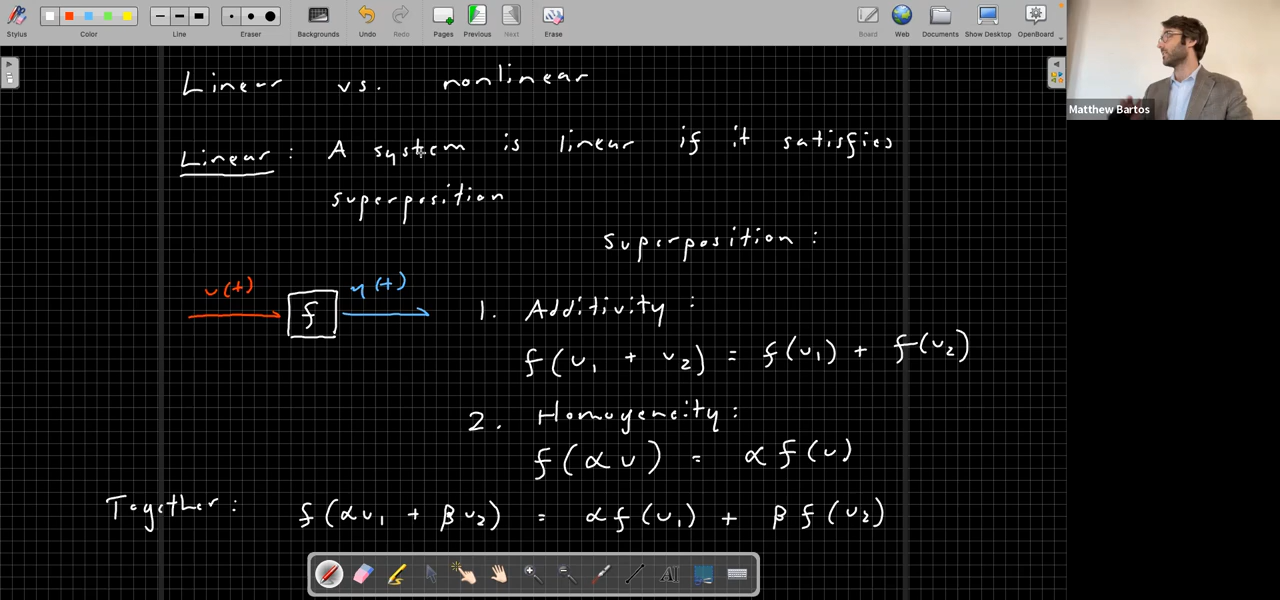 Stylus
Color
Line
Eraser
Backgrounds
Undo
Redo
Pages
Previous
Next
Erase
Board
Web
Documents
Show Desktop
OpenBoard
Matthew Bartos
Linear vs. nonlinear
Linear: A system is linear if it satisfies
superposition
superposition:
u(t) f y(t)
1. Additivity:
f(u₁ + u₂) = f(u₁) + f(u₂)
2. Homogeneity:
f(αu) = αf(u)
Together: f(αu₁ + βu₂) = αf(u₁) + βf(u₂)
AI